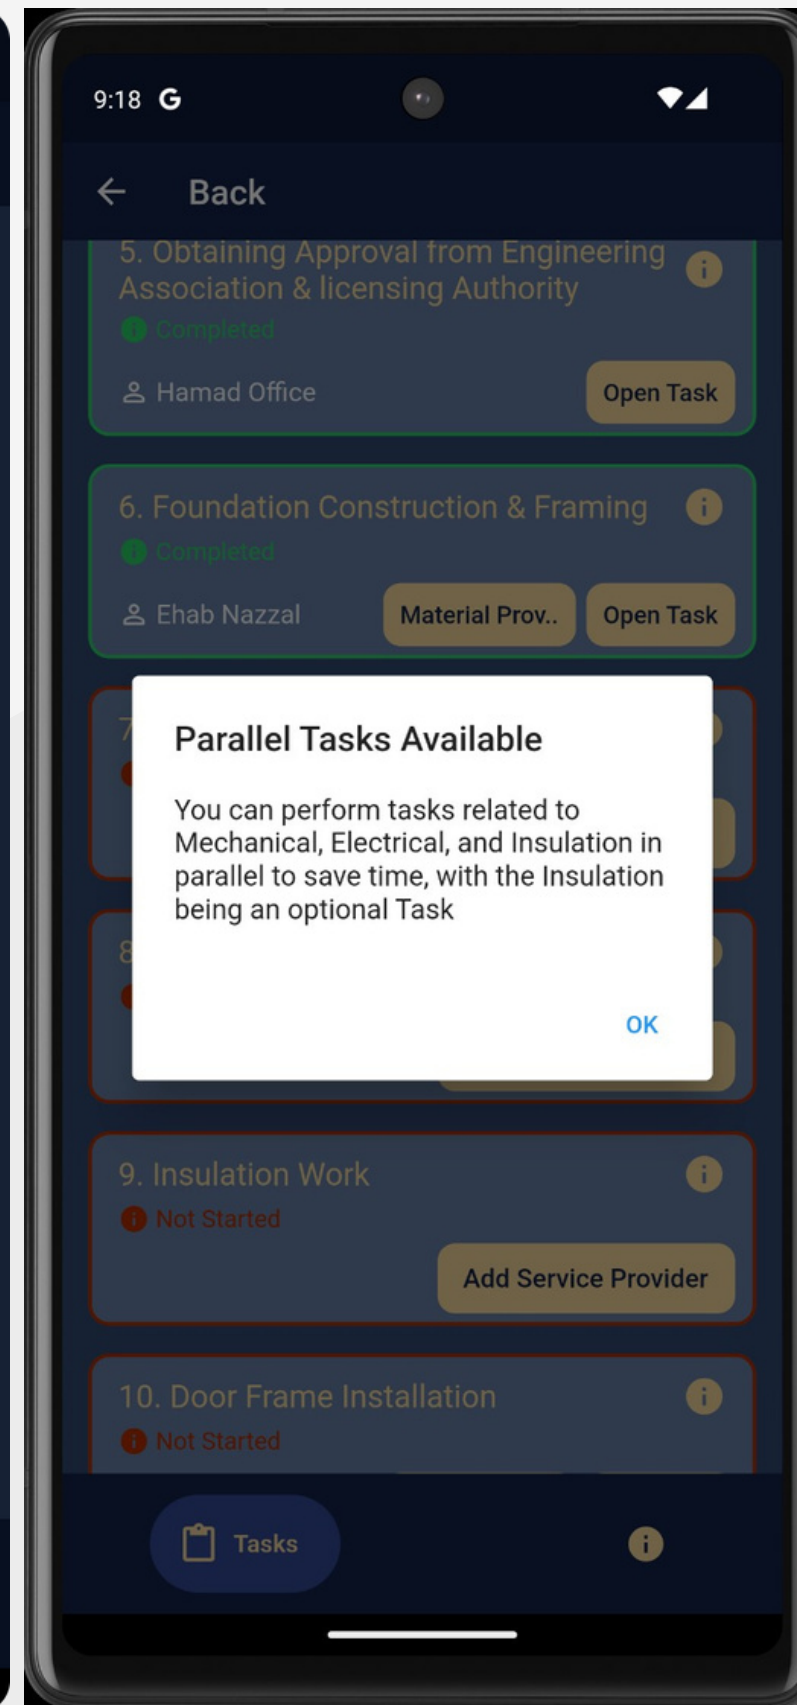 9:18 G
Back
5. Obtaining Approval from Engineering
Association & licensing Authority
Completed
Hamad Office
Open Task
6. Foundation Construction & Framing
Completed
Ehab Nazzal
Material Prov..
Open Task
7
Parallel Tasks Available
You can perform tasks related to
Mechanical, Electrical, and Insulation in
parallel to save time, with the Insulation
being an optional Task
8
OK
9. Insulation Work
Not Started
Add Service Provider
10. Door Frame Installation
Not Started
Tasks